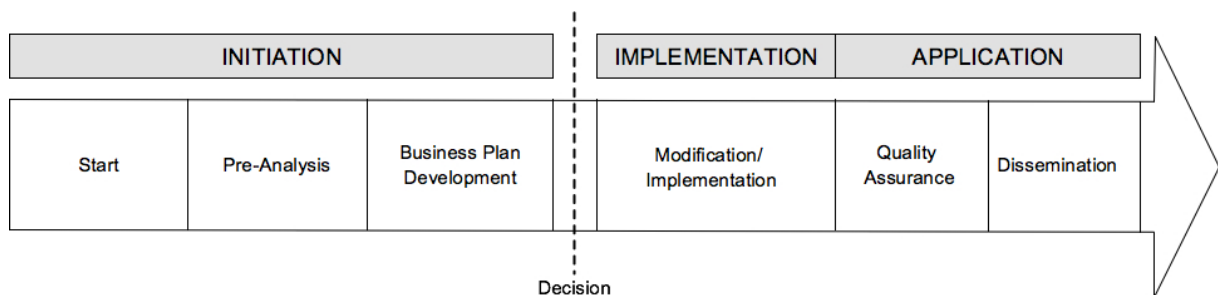 INITIATION
IMPLEMENTATION
APPLICATION
Start
Pre-Analysis
Business Plan
Development
Modification/
Implementation
Quality
Assurance
Dissemination
Decision